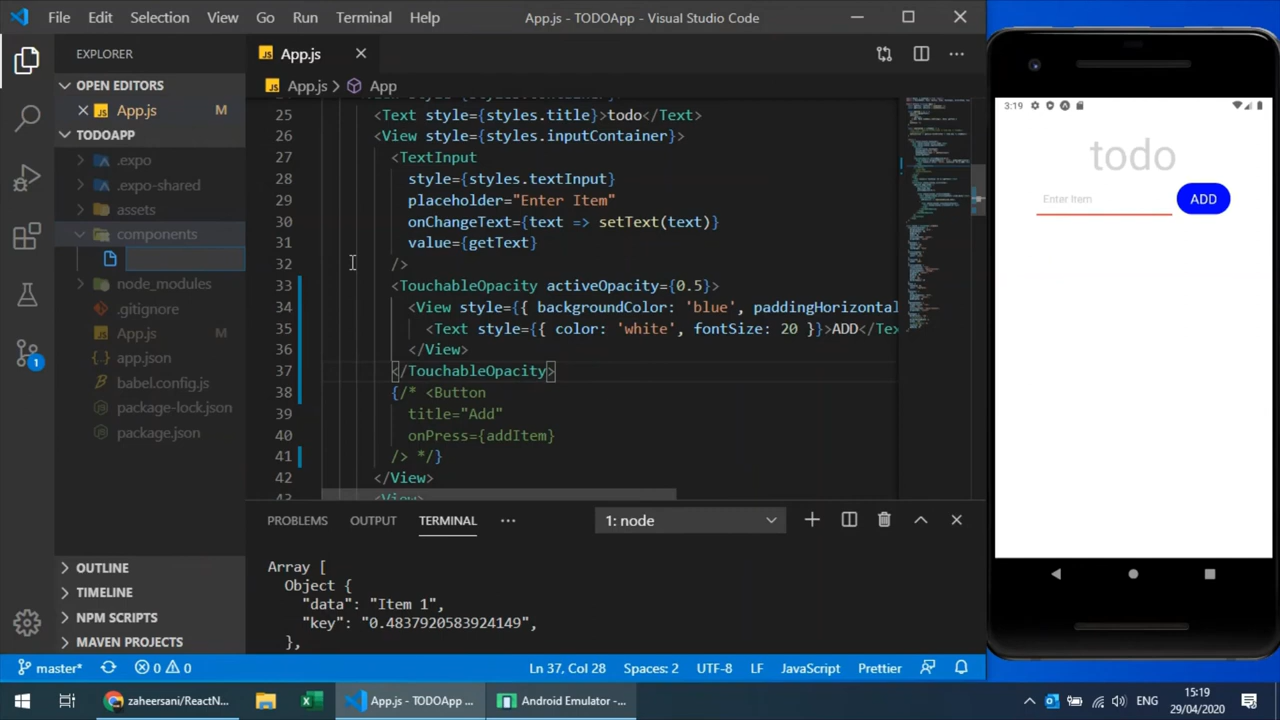 File Edit Selection View Go Run Terminal Help App.js - TODOApp - Visual Studio Code
EXPLORER
OPEN EDITORS
App.js M
TODOAPP
.expo
.expo-shared
assets
components
node_modules
.gitignore
App.js M
app.json
babel.config.js
package-lock.json
package.json
OUTLINE
TIMELINE
NPM SCRIPTS
MAVEN PROJECTS
1
App.js
App.js > App
25 <Text style={styles.title}>todo</Text>
26 <View style={styles.inputContainer}>
27 <TextInput
28 style={styles.textInput}
29 placeholder="Enter Item"
30 onChangeText={text => setText(text)}
31 value={getText}
32 />
33 <TouchableOpacity activeOpacity={0.5}>
34 <View style={{ backgroundColor: 'blue', paddingHorizontal
35 <Text style={{ color: 'white', fontSize: 20 }}>ADD</Te
36 </View>
37 </TouchableOpacity>
38 {/* <Button
39 title="Add"
40 onPress={addItem}
41 /> */}
42 </View>
43 <View>
PROBLEMS OUTPUT TERMINAL ··· 1: node
Array [
Object {
"data": "Item 1",
"key": "0.4837920583924149",
},
master* 0 0 Ln 37, Col 28 Spaces: 2 UTF-8 LF JavaScript Prettier
3:19
todo
Enter Item ADD
zaheersani/ReactN... App.js - TODOApp ... Android Emulator -... ENG 15:19
29/04/2020